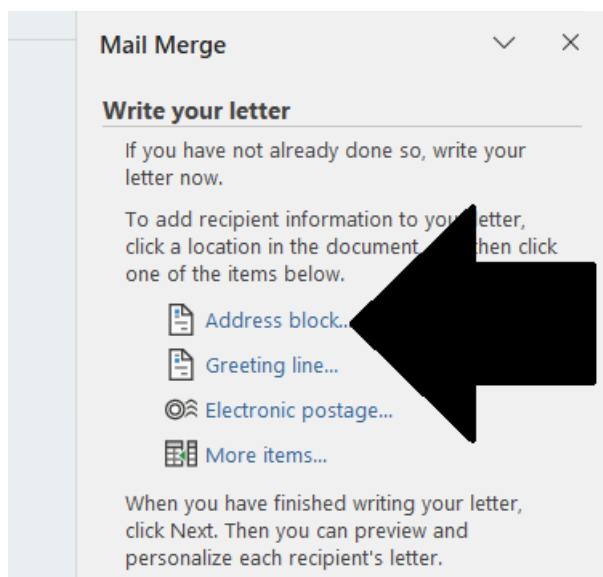 Mail Merge
Write your letter
If you have not already done so, write your
letter now.
To add recipient information to letter,
click a location in the document then click
one of the items below.
Address block...
Greeting line...
Electronic postage...
More items...
When you have finished writing your letter,
click Next. Then you can preview and
personalize each recipient's letter.